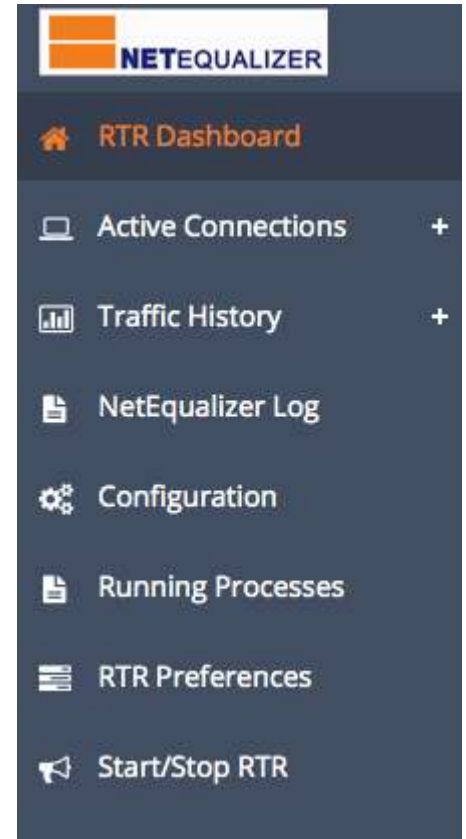 NETEQUALIZER
RTR Dashboard
Active Connections +
Traffic History +
NetEqualizer Log
Configuration
Running Processes
RTR Preferences
Start/Stop RTR